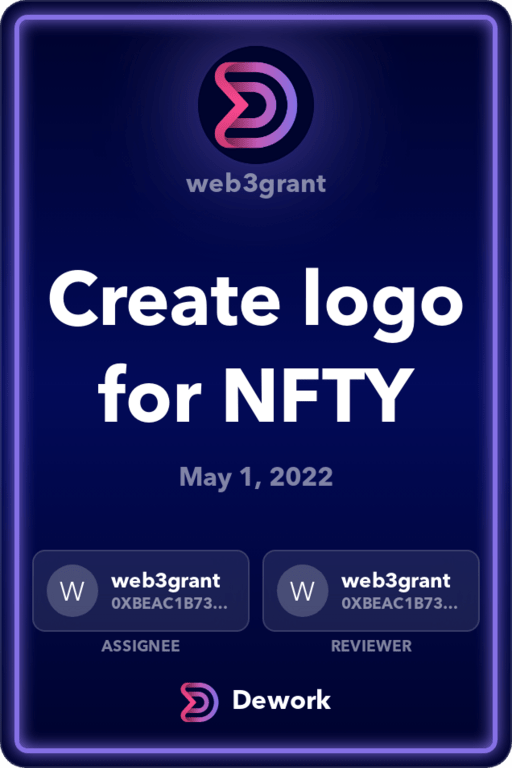 web3grant
Create logo
for NFTY
May 1, 2022
W web3grant
0XBEAC1B73...
ASSIGNEE
W web3grant
0XBEAC1B73...
REVIEWER
Dework